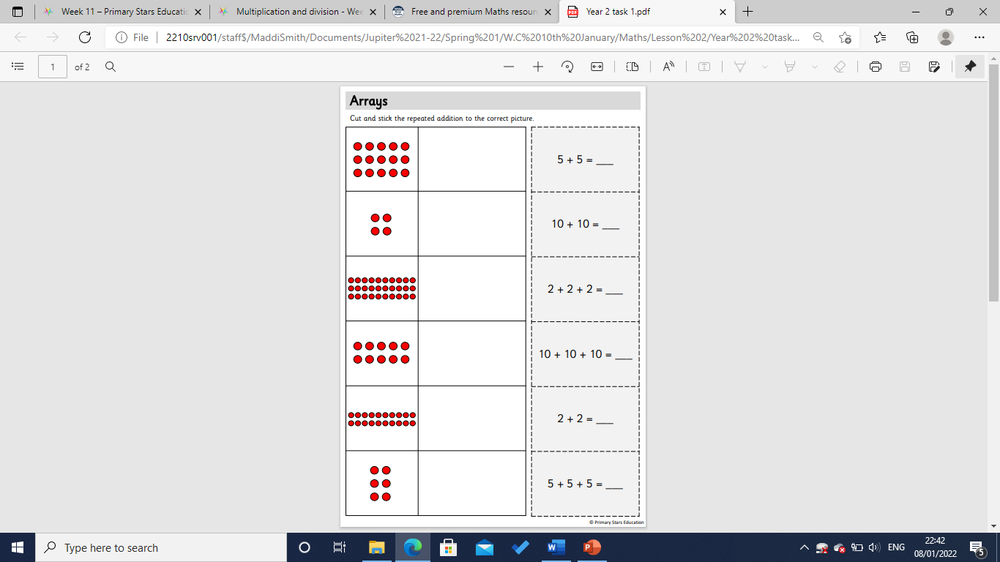 Week 11 – Primary Stars Educatic
Multiplication and division - Wee
Free and premium Maths resour
Year 2 task 1.pdf
File
2210srv001/staff$/MaddiSmith/Documents/Jupiter%2021-22/Spring%201/W.C%2010th%20January/Maths/Lesson%202/Year%202%20task...
1 of 2
Arrays
Cut and stick the repeated addition to the correct picture.
5 + 5 = ___
10 + 10 = ___
2 + 2 + 2 = ___
10 + 10 + 10 = ___
2 + 2 = ___
5 + 5 + 5 = ___
© Primary Stars Education
Type here to search
ENG
22:42
08/01/2022
5